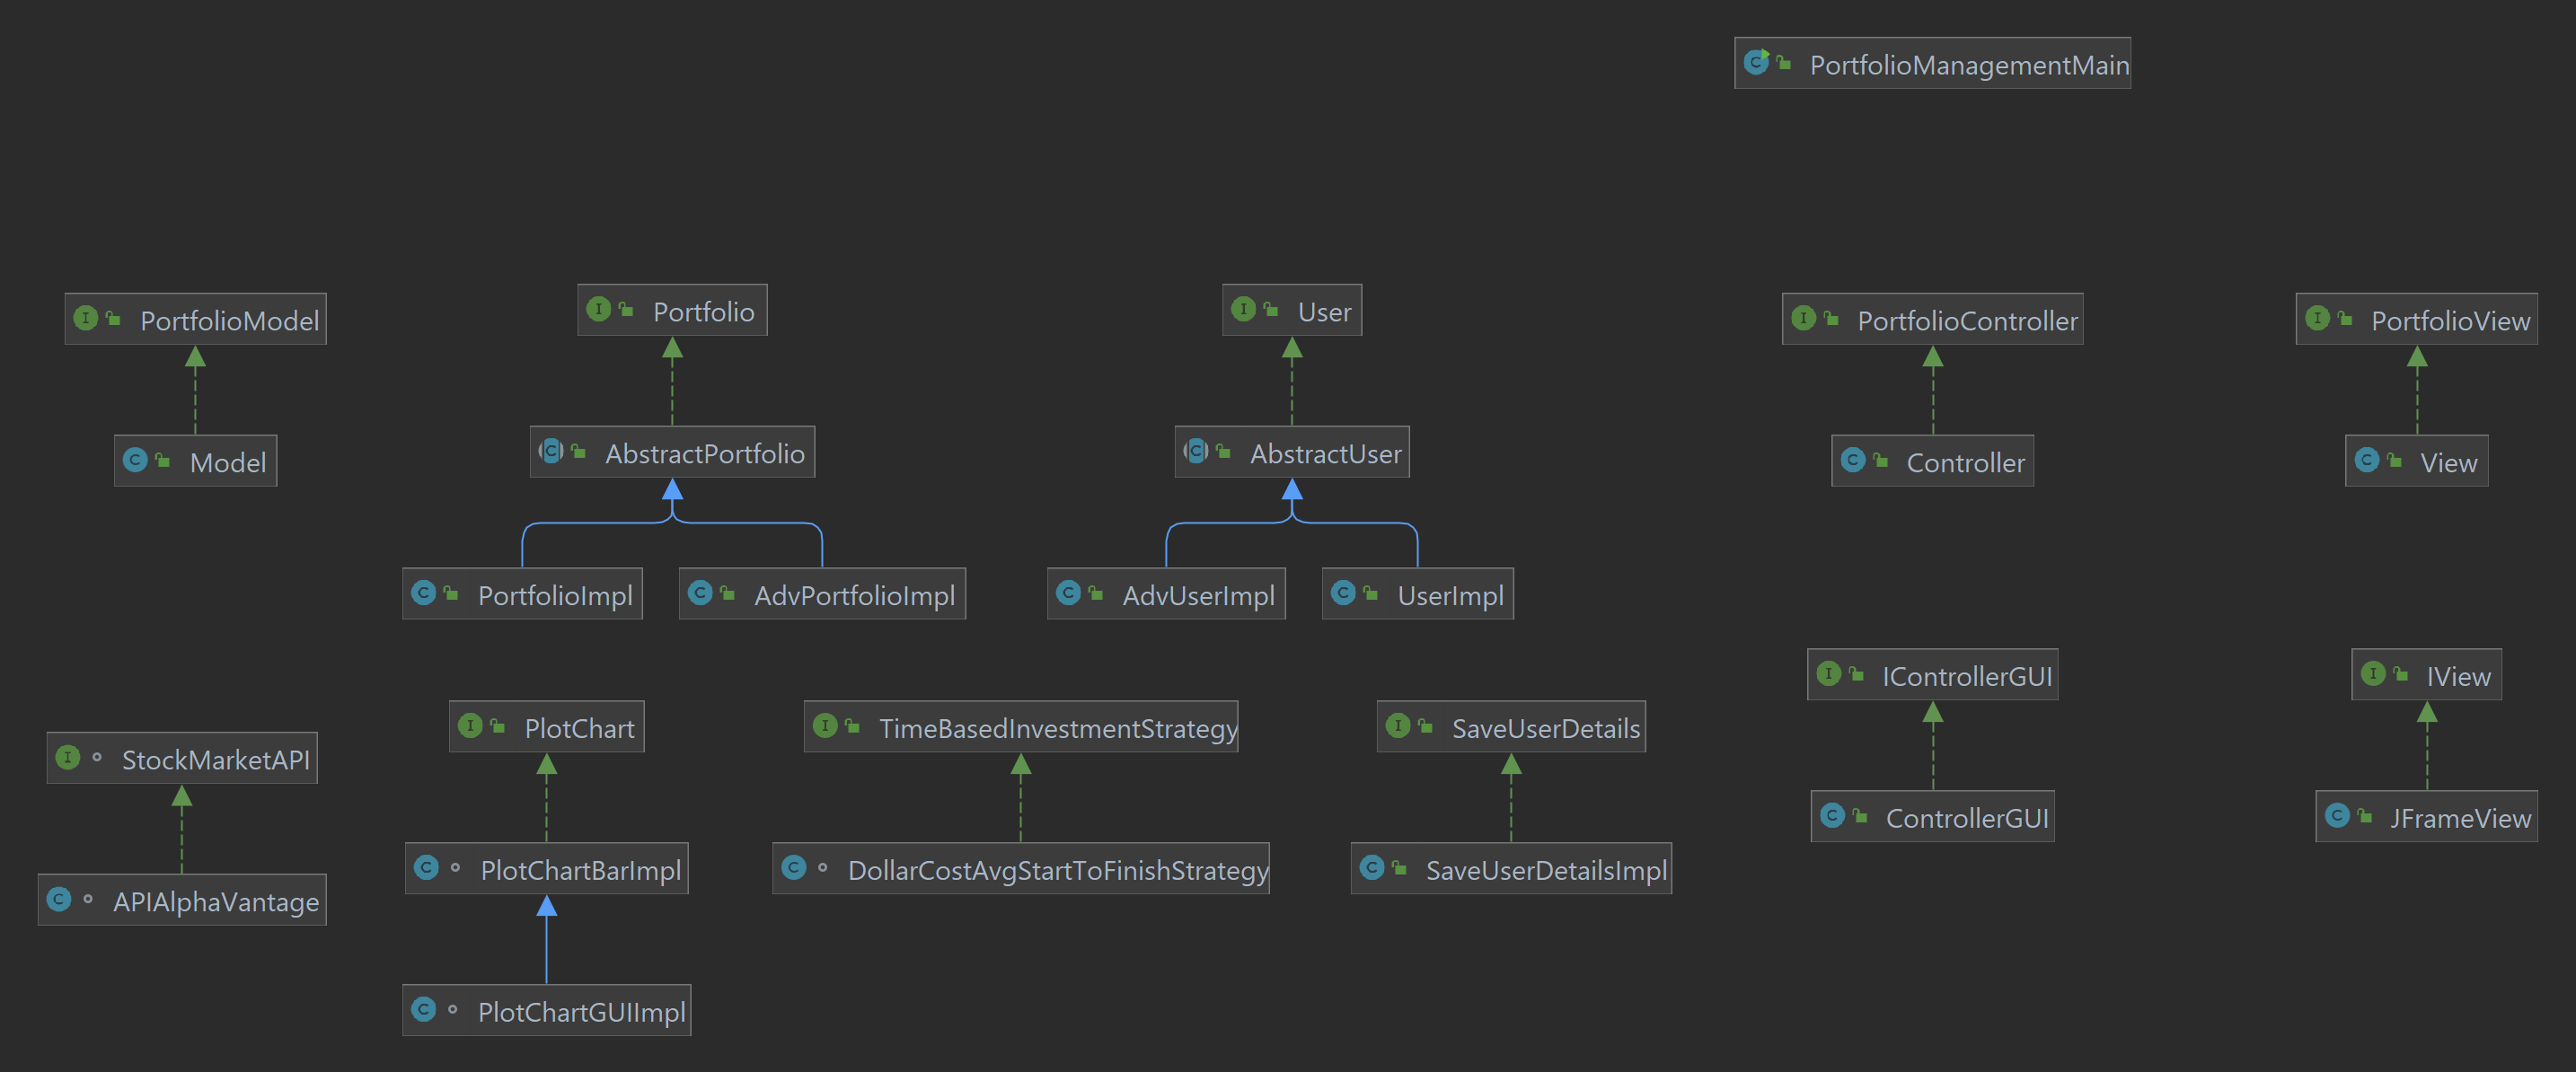 PortfolioManagementMain
PortfolioModel
Portfolio
User
PortfolioController
PortfolioView
Model
AbstractPortfolio
AbstractUser
Controller
View
PortfolioImpl
AdvPortfolioImpl
AdvUserImpl
UserImpl
IControllerGUI
IView
StockMarketAPI
PlotChart
TimeBasedInvestmentStrategy
SaveUserDetails
ControllerGUI
JFrameView
APIAlphaVantage
PlotChartBarImpl
DollarCostAvgStartToFinishStrategy
SaveUserDetailsImpl
PlotChartGUIImpl